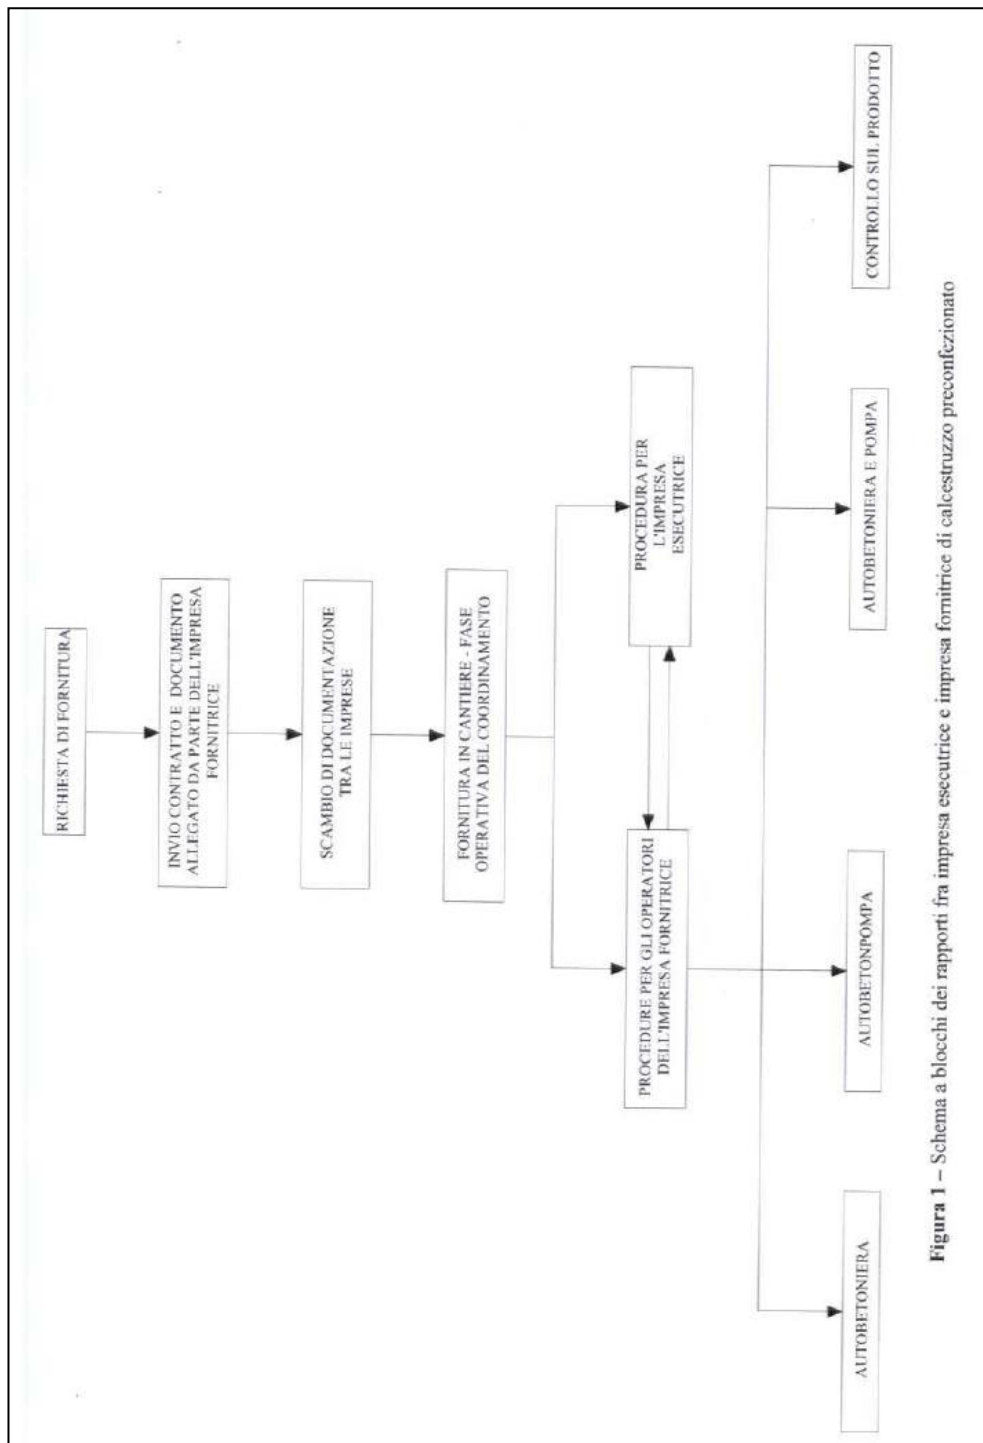 RICHIESTA DI FORNITURA
INVIO CONTRATTO E DOCUMENTO
ALLEGATO DA PARTE DELL'IMPRESA
FORNITRICE
SCAMBIO DI DOCUMENTAZIONE
TRA LE IMPRESE
FORNITURA IN CANTIERE - FASE
OPERATIVA DEL COORDINAMENTO
PROCEDURE PER GLI OPERATORI
DELL'IMPRESA FORNITRICE
PROCEDURA PER
L'IMPRESA
ESECUTRICE
AUTOBETONIERA
AUTOBETONPOMPA
AUTOBETONIERA E POMPA
CONTROLLO SUL PRODOTTO
Figura 1 – Schema a blocchi dei rapporti fra impresa esecutrice e impresa fornitrice di calcestruzzo preconfezionato